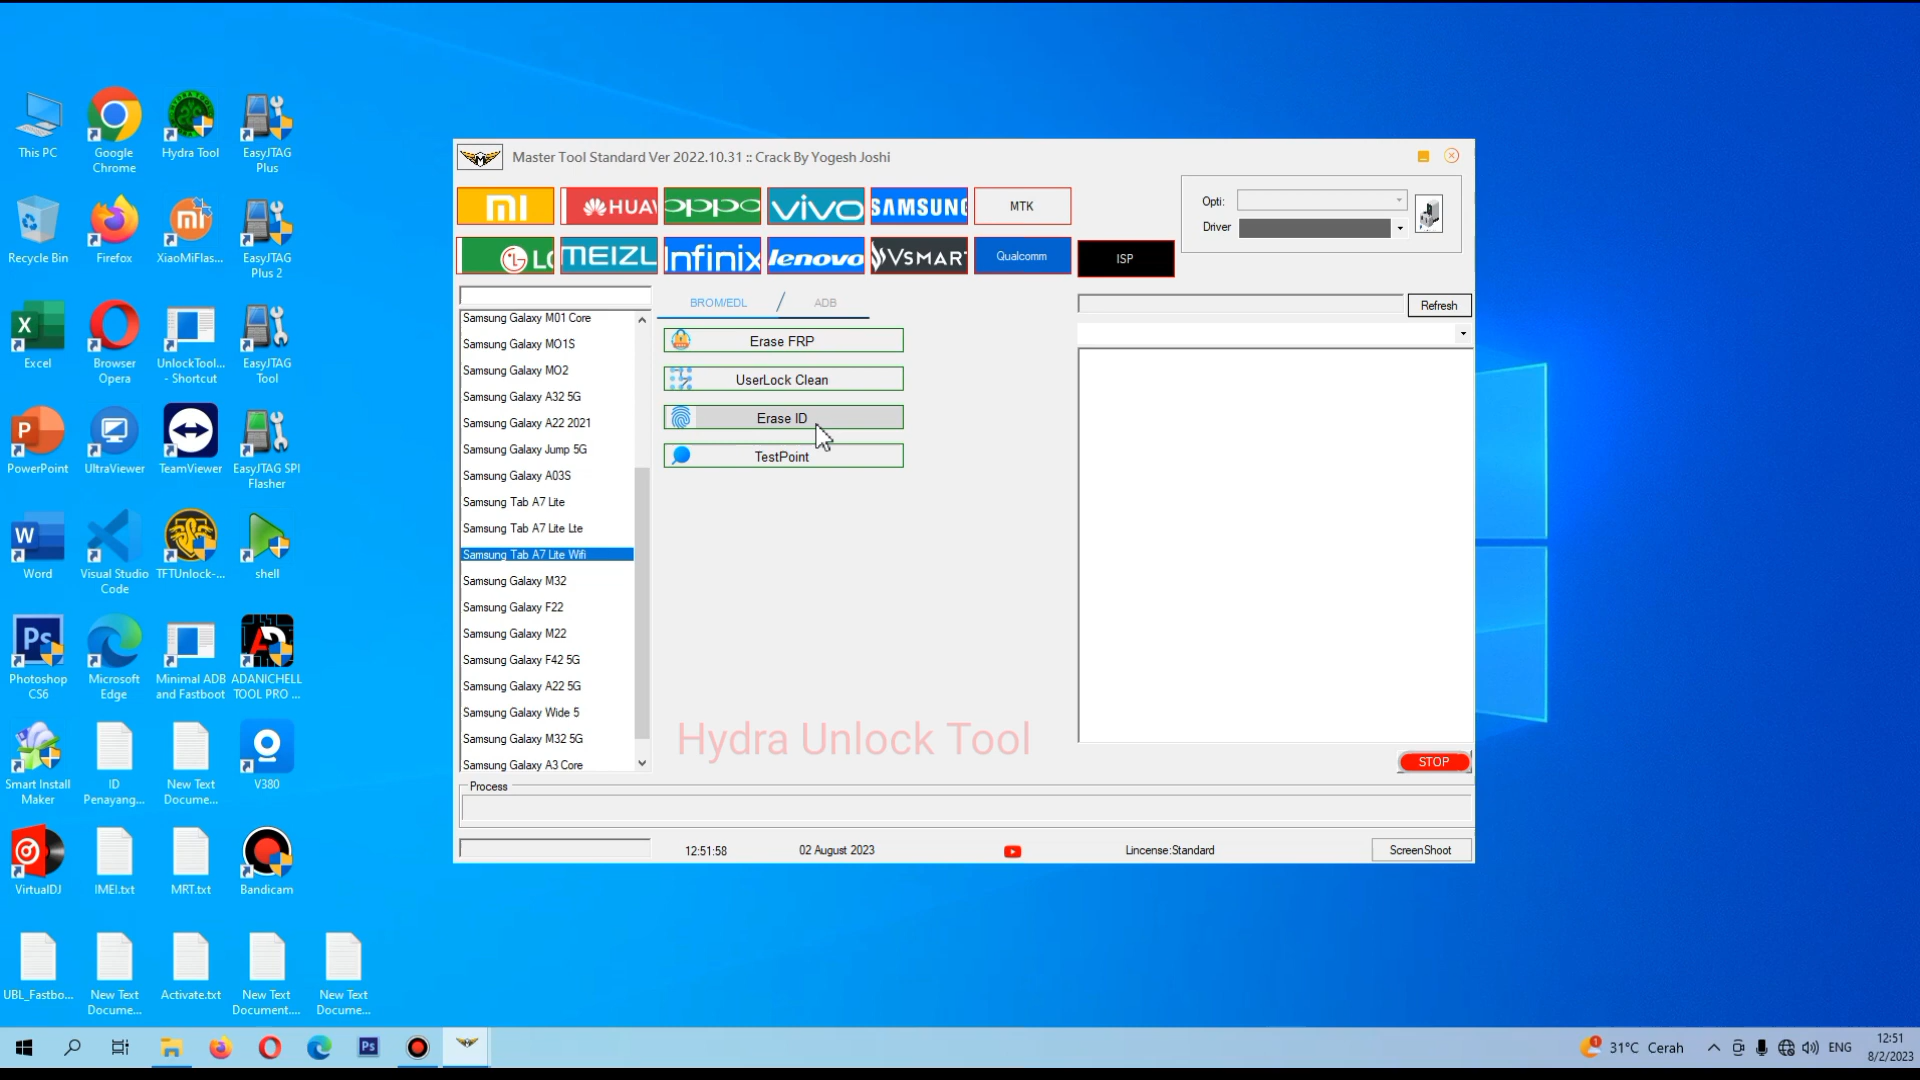 This PC
Google Chrome
Hydra Tool
EasyJTAG Plus
Recycle Bin
Firefox
XiaoMiFlas...
EasyJTAG Plus 2
Excel
Browser Opera
UnlockTool... - Shortcut
EasyJTAG Tool
PowerPoint
UltraViewer
TeamViewer
EasyJTAG SPI Flasher
Word
Visual Studio Code
TFTUnlock-...
shell
Photoshop CS6
Microsoft Edge
Minimal ADB and Fastboot
ADANICHELL TOOL PRO ...
Smart Install Maker
ID Penayang...
New Text Docume...
V380
VirtualDJ
IMEI.txt
MRT.txt
Bandicam
UBL_Fastbo...
New Text Docume...
Activate.txt
New Text Document....
New Text Docume...
Master Tool Standard Ver 2022.10.31 :: Crack By Yogesh Joshi
HUAW
oppo
vivo
SAMSUNG
MTK
LG
MEIZU
Infinix
lenovo
VSMART
Qualcomm
ISP
Opti:
Driver
BROM/EDL
ADB
Refresh
Samsung Galaxy M01 Core
Samsung Galaxy MO1S
Samsung Galaxy MO2
Samsung Galaxy A32 5G
Samsung Galaxy A22 2021
Samsung Galaxy Jump 5G
Samsung Galaxy A03S
Samsung Tab A7 Lite
Samsung Tab A7 Lite Lte
Samsung Tab A7 Lite Wifi
Samsung Galaxy M32
Samsung Galaxy F22
Samsung Galaxy M22
Samsung Galaxy F42 5G
Samsung Galaxy A22 5G
Samsung Galaxy Wide 5
Samsung Galaxy M32 5G
Samsung Galaxy A3 Core
Erase FRP
UserLock Clean
Erase ID
TestPoint
Hydra Unlock Tool
STOP
Process
12:51:58
02 August 2023
Lincense:Standard
ScreenShoot
31°C Cerah
ENG
12:51
8/2/2023